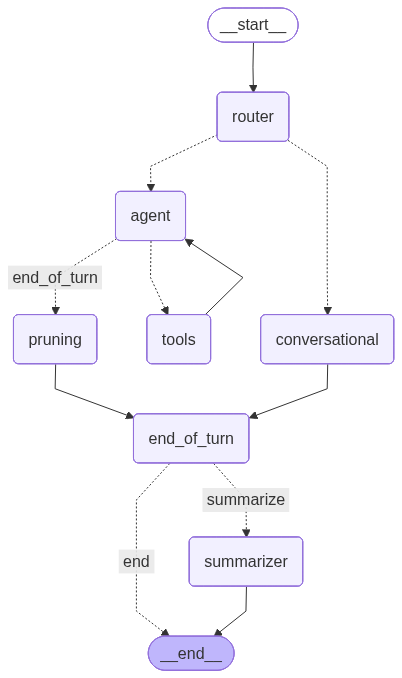 __start__
router
agent
end_of_turn
pruning
tools
conversational
end_of_turn
summarize
end
summarizer
__end__